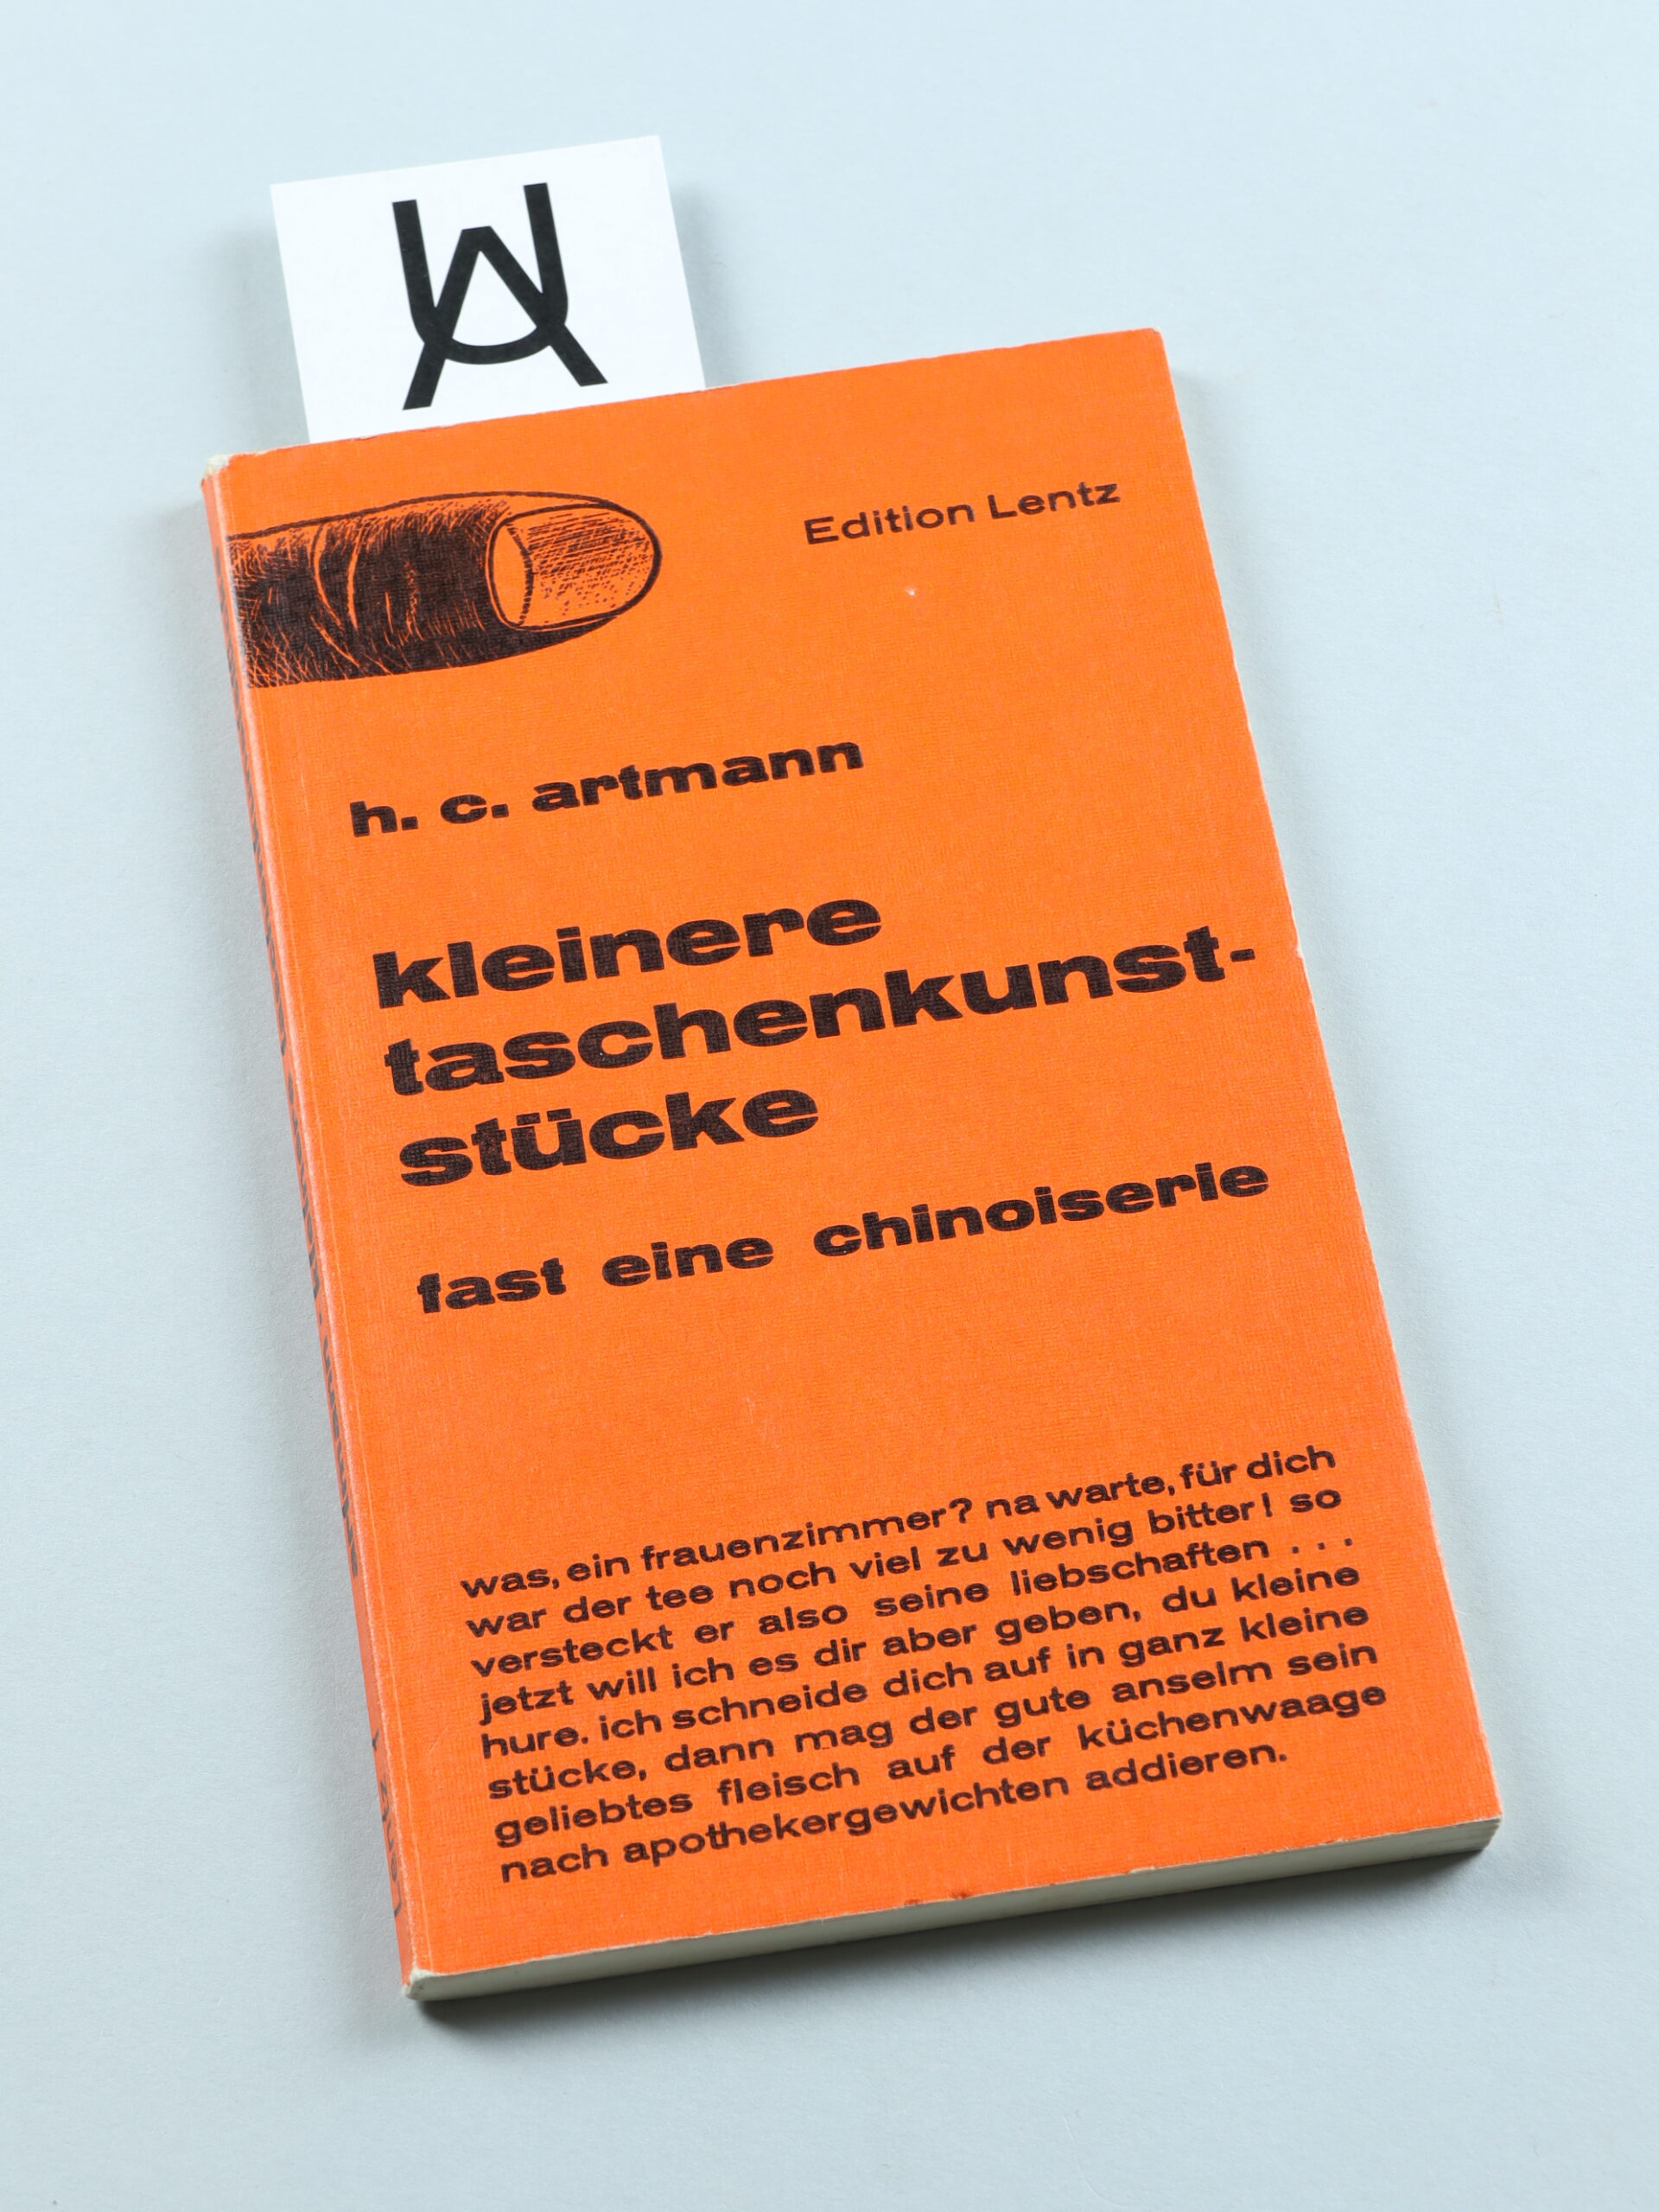 UA
Edition Lentz
h. c. artmann
kleinere
taschenkunst-
stücke
fast eine chinoiserie
was, ein frauenzimmer? na warte, für dich
war der tee noch viel zu wenig bitter! so
versteckt er also seine liebschaften . . .
jetzt will ich es dir aber geben, du kleine
hure. ich schneide dich auf in ganz kleine
stücke, dann mag der gute anselm sein
geliebtes fleisch auf der küchenwaage
nach apothekergewichten addieren.